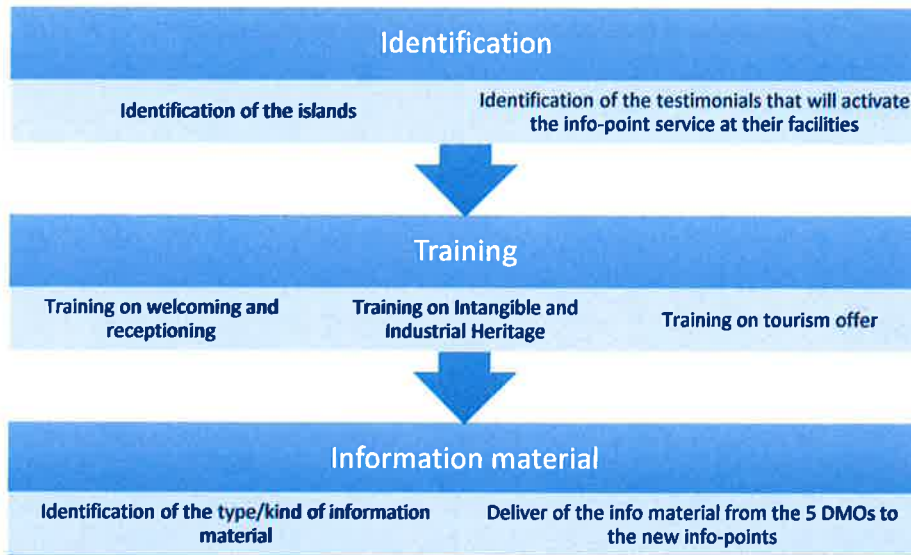 Identification
Identification of the islands
Identification of the testimonials that will activate
the info-point service at their facilities
Training
Training on welcoming and
receptioning
Training on Intangible and
Industrial Heritage
Training on tourism offer
Information material
Identification of the type/kind of information
material
Deliver of the info material from the 5 DMOs to
the new info-points